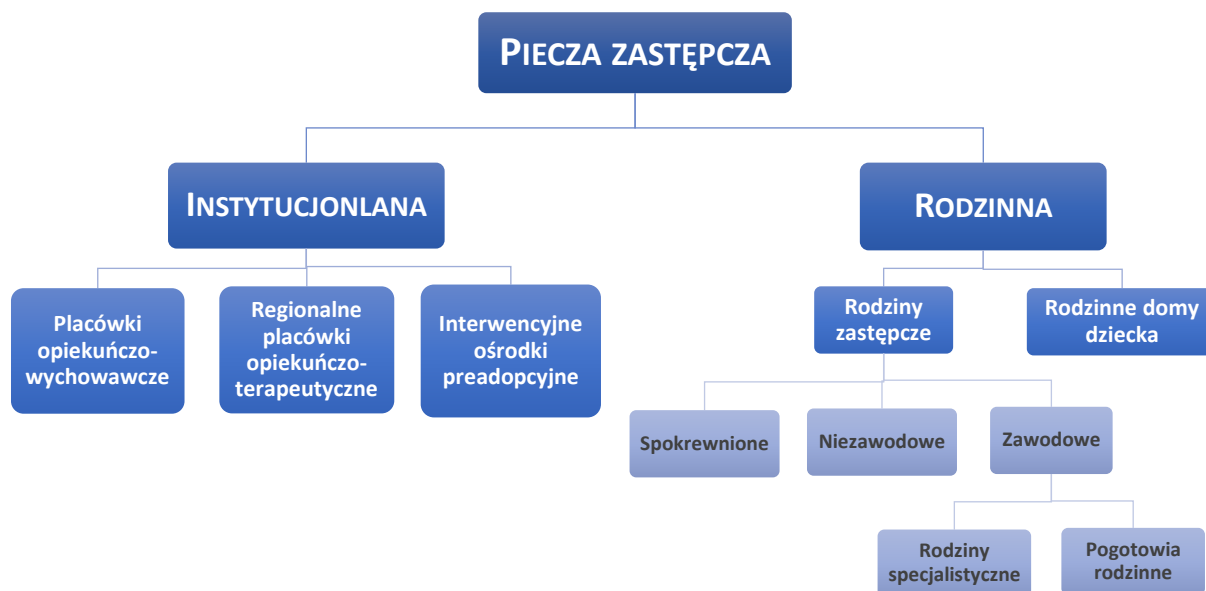 PIECZA ZASTĘPCZA
INSTYTUCJONLANA
RODZINNA
Placówki
opiekuńczo-
wychowawcze
Regionalne
placówki
opiekuńczo-
terapeutyczne
Interwencyjne
ośrodki
preadopcyjne
Rodziny
zastępcze
Rodzinne domy
dziecka
Spokrewnione
Niezawodowe
Zawodowe
Rodziny
specjalistyczne
Pogotowia
rodzinne